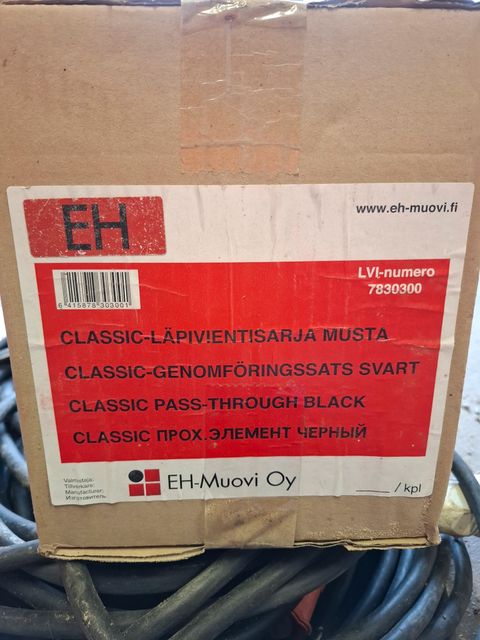 EH
www.eh-muovi.fi
LVI-numero
7830300
6 415878 303001
CLASSIC-LÄPIVIENTISARJA MUSTA
CLASSIC-GENOMFÖRINGSSATS SVART
CLASSIC PASS-THROUGH BLACK
CLASSIC ПРОХ.ЭЛЕМЕНТ ЧЕРНЫЙ
Valmistaja:
Tillverkare:
Manufacturer:
Изготовитель
EH-Muovi Oy
____ / kpl